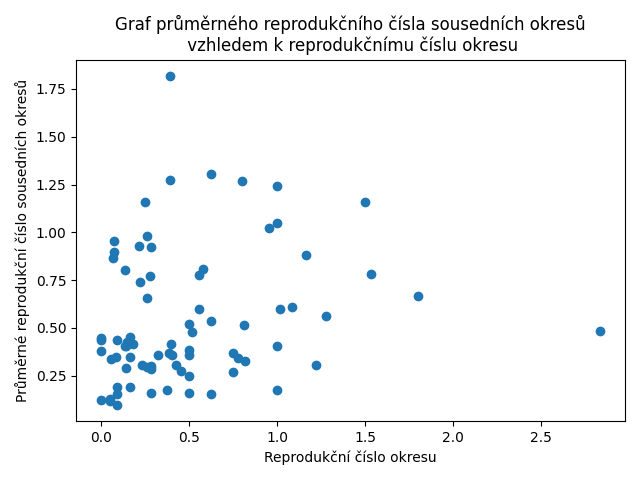 Graf průměrného reprodukčního čísla sousedních okresů
vzhledem k reprodukčnímu číslu okresu
Průměrné reprodukční číslo sousedních okresů
1.75
1.50
1.25
1.00
0.75
0.50
0.25
0.0 0.5 1.0 1.5 2.0 2.5
Reprodukční číslo okresu